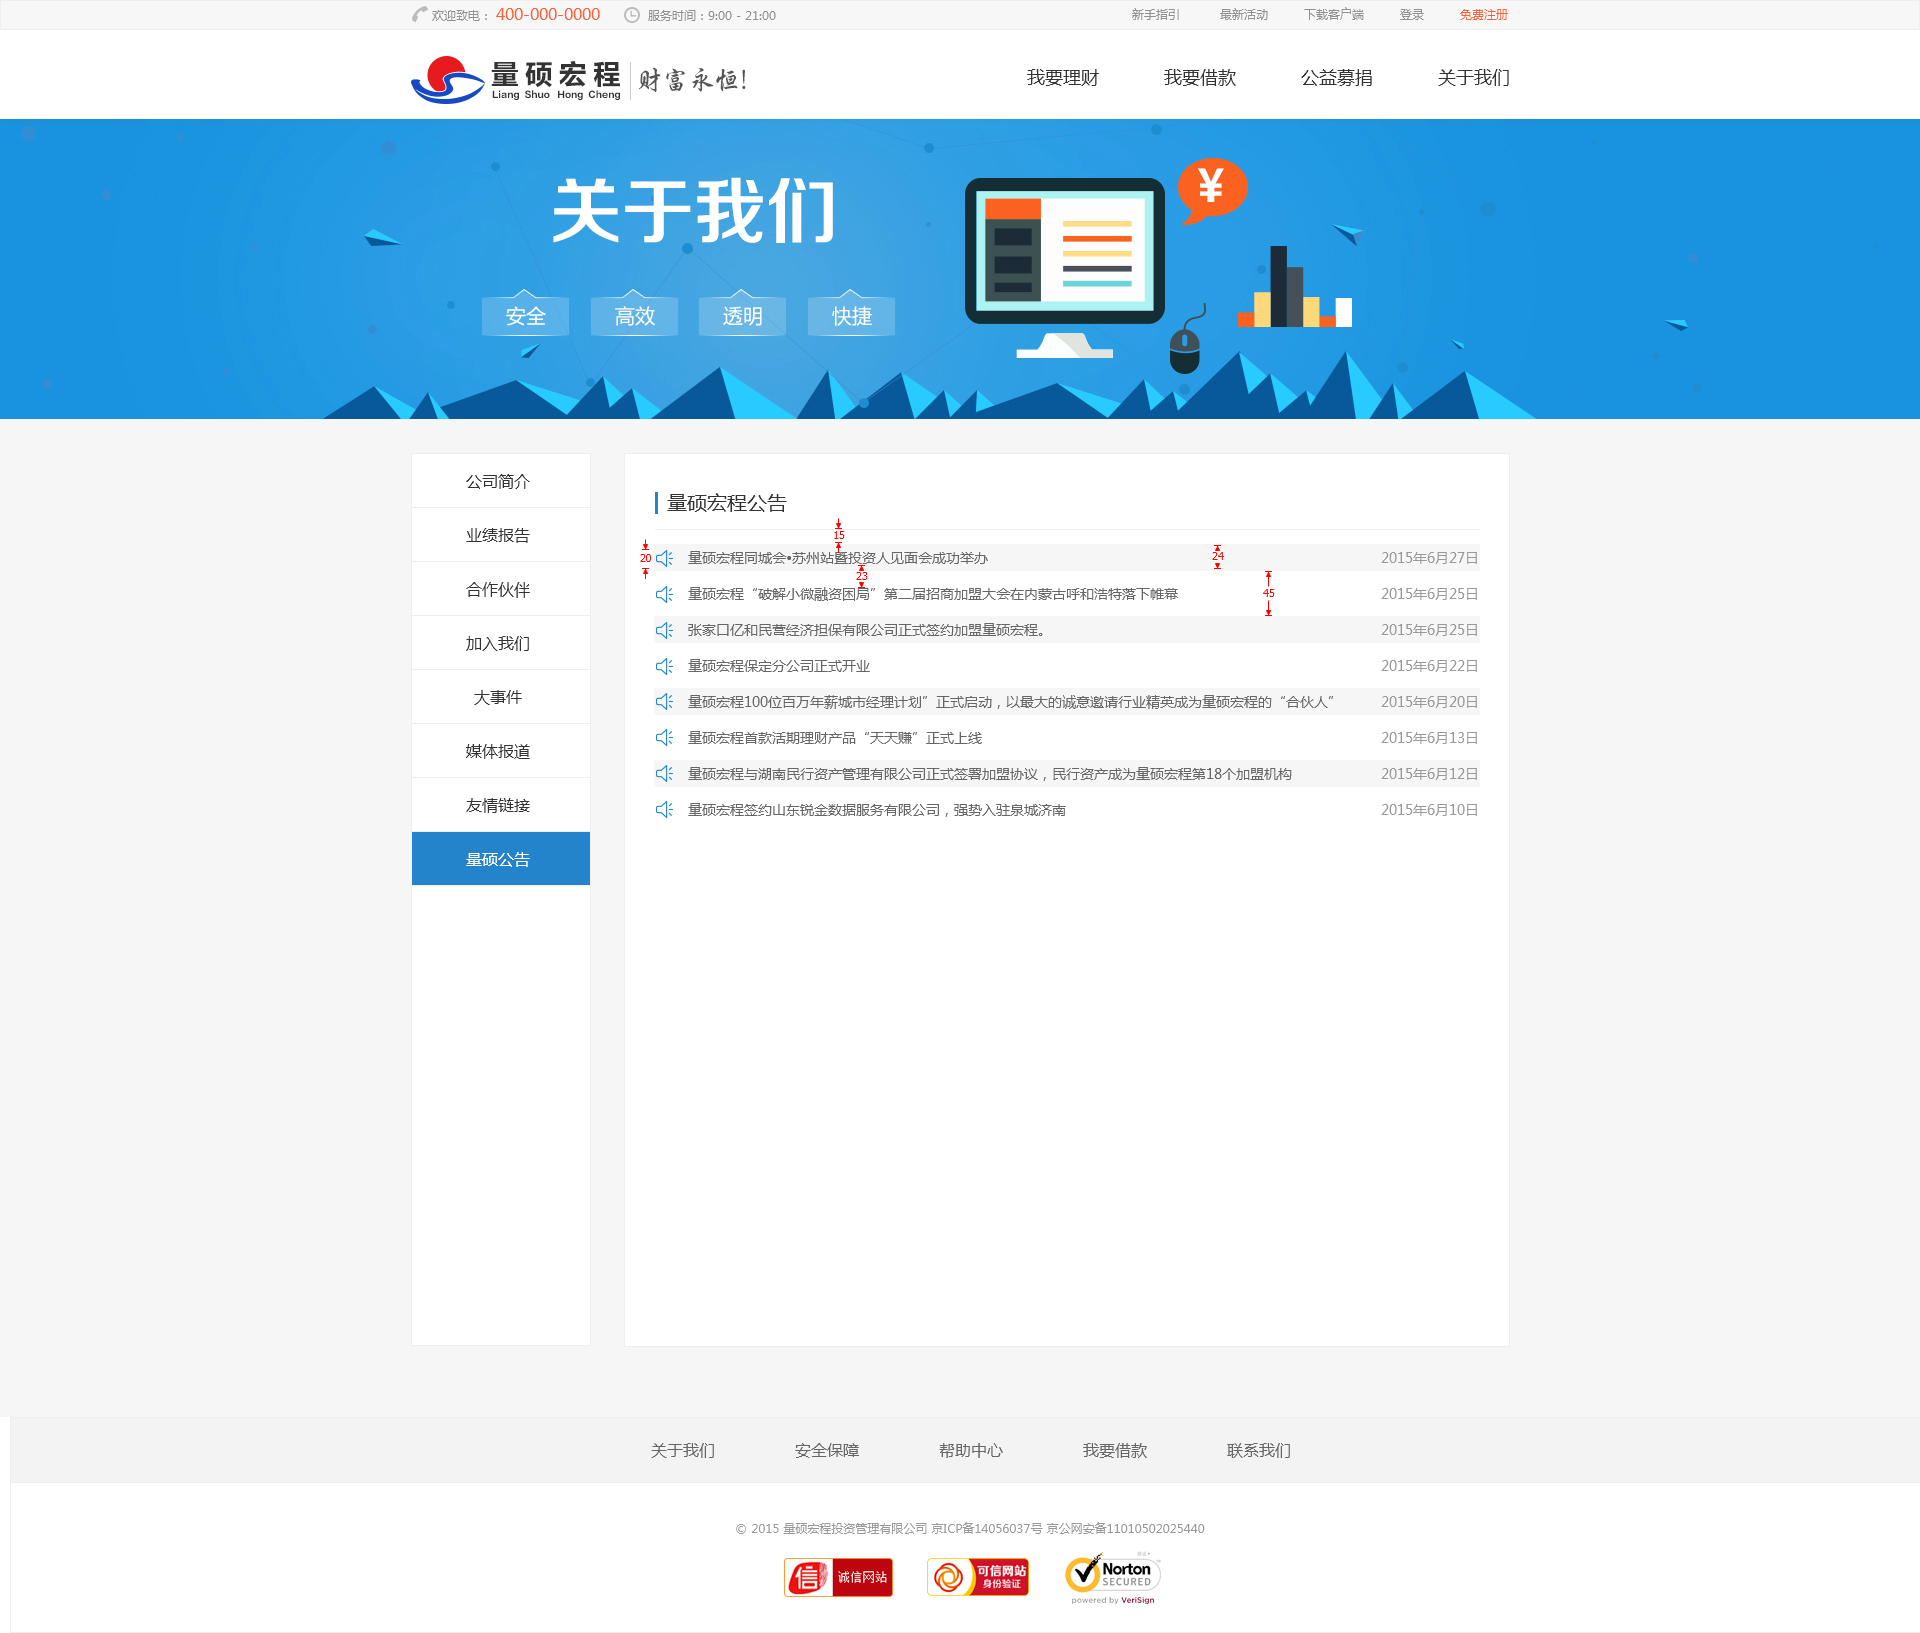 欢迎致电： 400-000-0000 服务时间：9:00 - 21:00 新手指引 最新活动 下载客户端 登录 免费注册
量硕宏程 财富永恒!
Liang Shuo Hong Cheng
我要理财 我要借款 公益募捐 关于我们
关于我们
¥
安全 高效 透明 快捷
公司简介
业绩报告
合作伙伴
加入我们
大事件
媒体报道
友情链接
量硕公告
量硕宏程公告
15
20 量硕宏程同城会•苏州站暨投资人见面会成功举办 24 2015年6月27日
23
量硕宏程“破解小微融资困局”第二届招商加盟大会在内蒙古呼和浩特落下帷幕 45 2015年6月25日
张家口亿和民营经济担保有限公司正式签约加盟量硕宏程。 2015年6月25日
量硕宏程保定分公司正式开业 2015年6月22日
量硕宏程100位百万年薪城市经理计划”正式启动，以最大的诚意邀请行业精英成为量硕宏程的“合伙人” 2015年6月20日
量硕宏程首款活期理财产品“天天赚”正式上线 2015年6月13日
量硕宏程与湖南民行资产管理有限公司正式签署加盟协议，民行资产成为量硕宏程第18个加盟机构 2015年6月12日
量硕宏程签约山东锐金数据服务有限公司，强势入驻泉城济南 2015年6月10日
关于我们 安全保障 帮助中心 我要借款 联系我们
© 2015 量硕宏程投资管理有限公司 京ICP备14056037号 京公网安备11010502025440
信 诚信网站
可信网站
身份验证
Norton
SECURED
powered by VeriSign